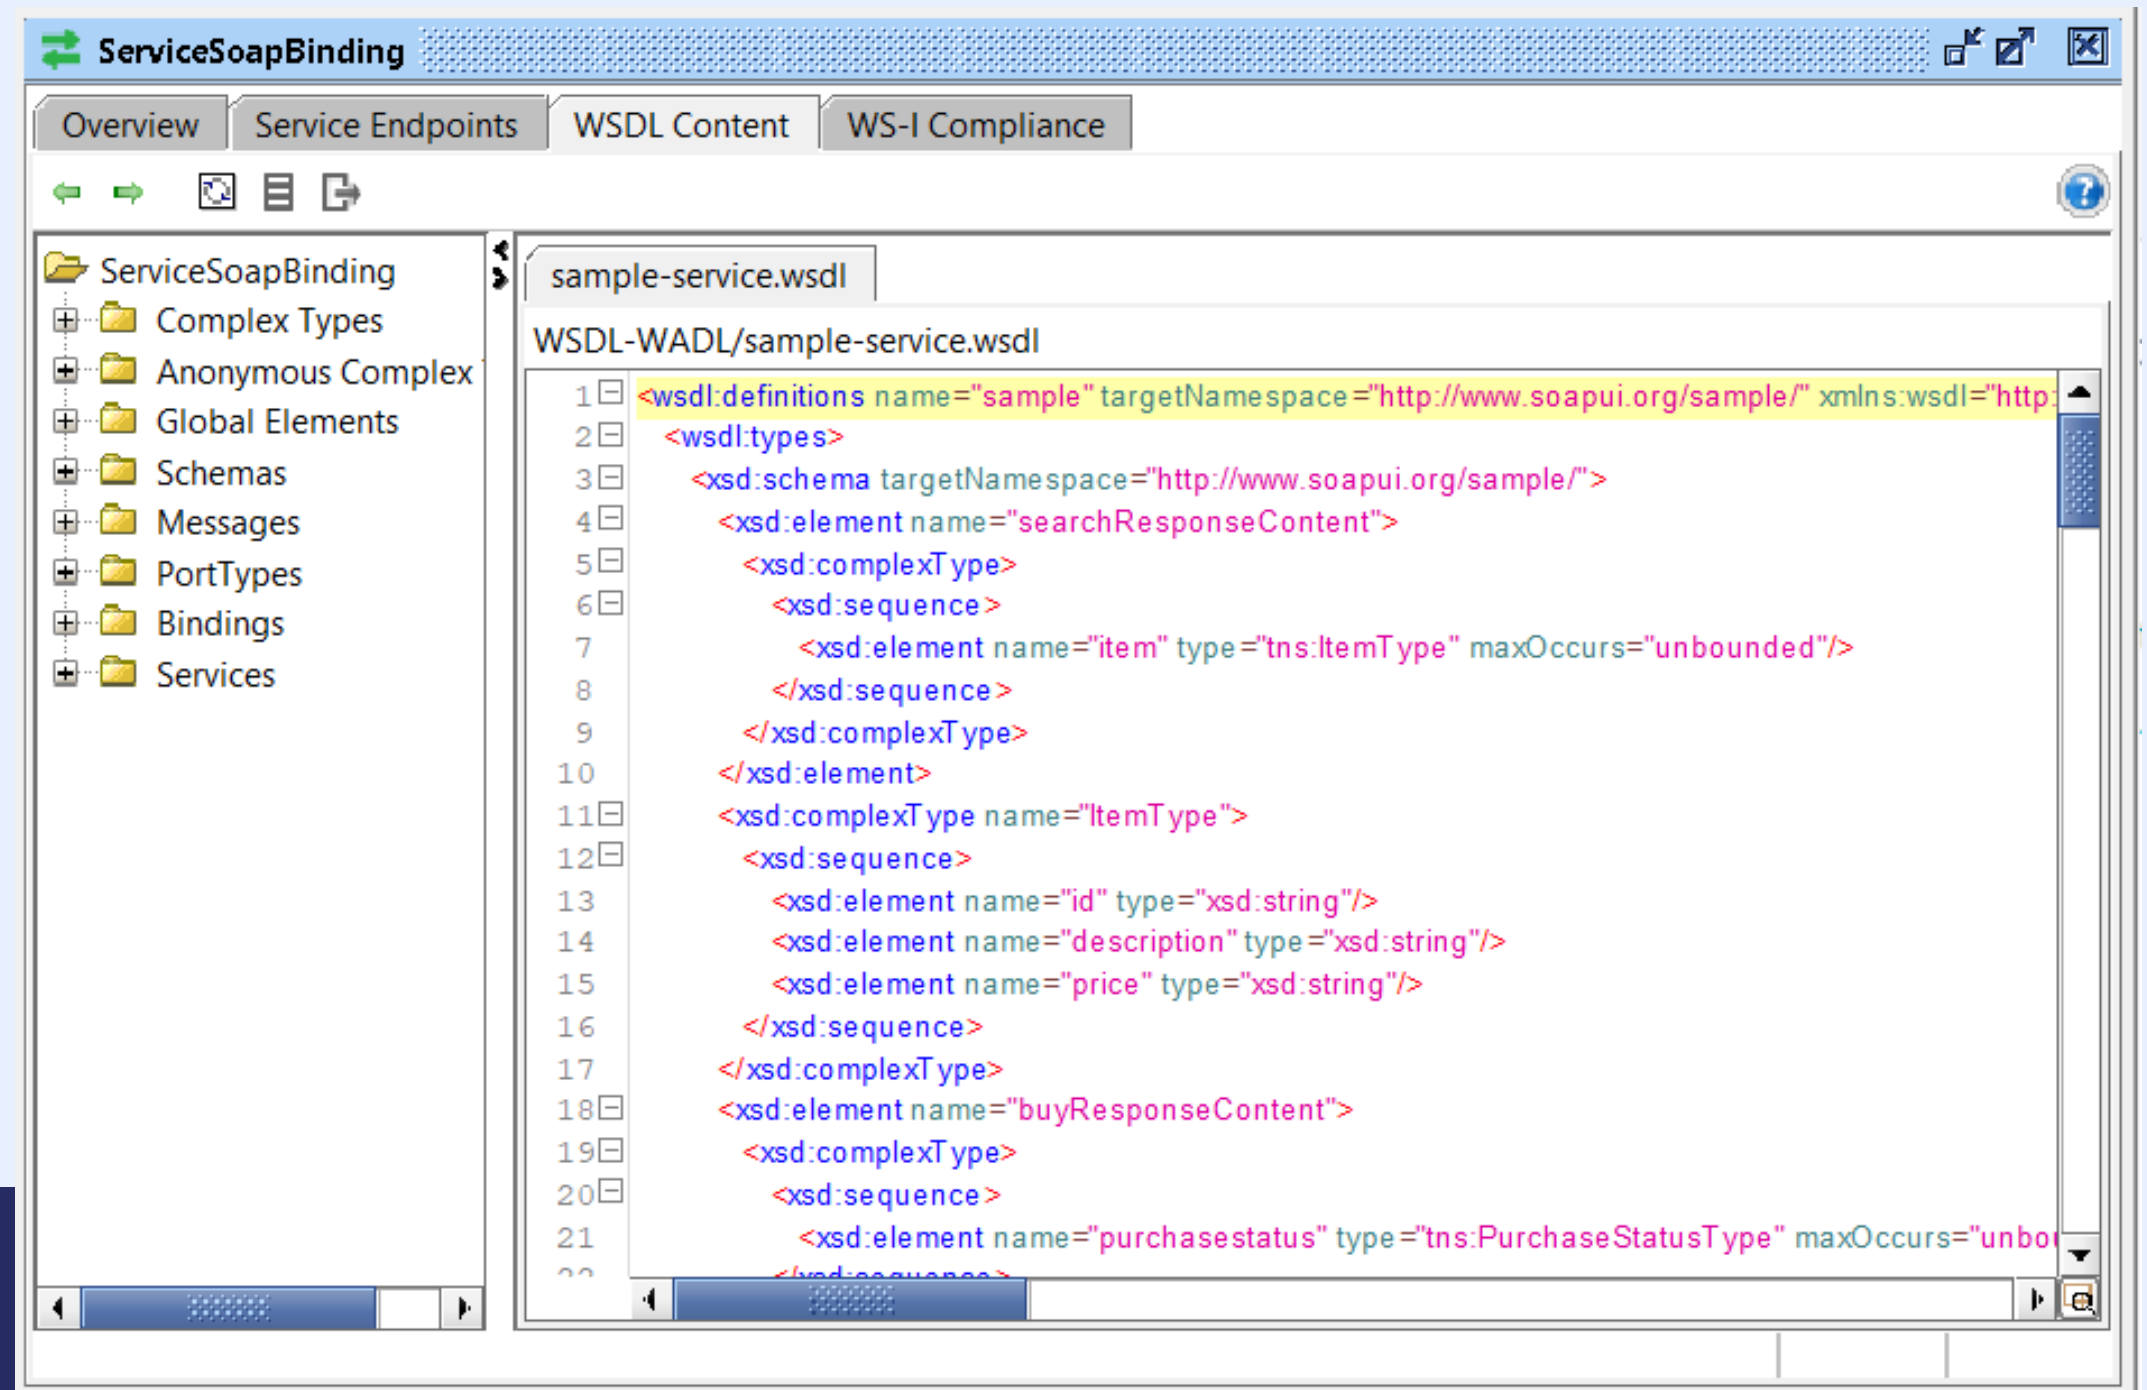 ServiceSoapBinding
Overview
Service Endpoints
WSDL Content
WS-I Compliance
ServiceSoapBinding
Complex Types
Anonymous Complex
Global Elements
Schemas
Messages
PortTypes
Bindings
Services
sample-service.wsdl
WSDL-WADL/sample-service.wsdl
1 <wsdl:definitions name="sample" targetNamespace="http://www.soapui.org/sample/" xmlns:wsdl="http:
2 <wsdl:types>
3 <xsd:schema targetNamespace="http://www.soapui.org/sample/">
4 <xsd:element name="searchResponseContent">
5 <xsd:complexType>
6 <xsd:sequence>
7 <xsd:element name="item" type="tns:ItemType" maxOccurs="unbounded"/>
8 </xsd:sequence>
9 </xsd:complexType>
10 </xsd:element>
11 <xsd:complexType name="ItemType">
12 <xsd:sequence>
13 <xsd:element name="id" type="xsd:string"/>
14 <xsd:element name="description" type="xsd:string"/>
15 <xsd:element name="price" type="xsd:string"/>
16 </xsd:sequence>
17 </xsd:complexType>
18 <xsd:element name="buyResponseContent">
19 <xsd:complexType>
20 <xsd:sequence>
21 <xsd:element name="purchasestatus" type="tns:PurchaseStatusType" maxOccurs="unbou
22 </xsd:sequence>